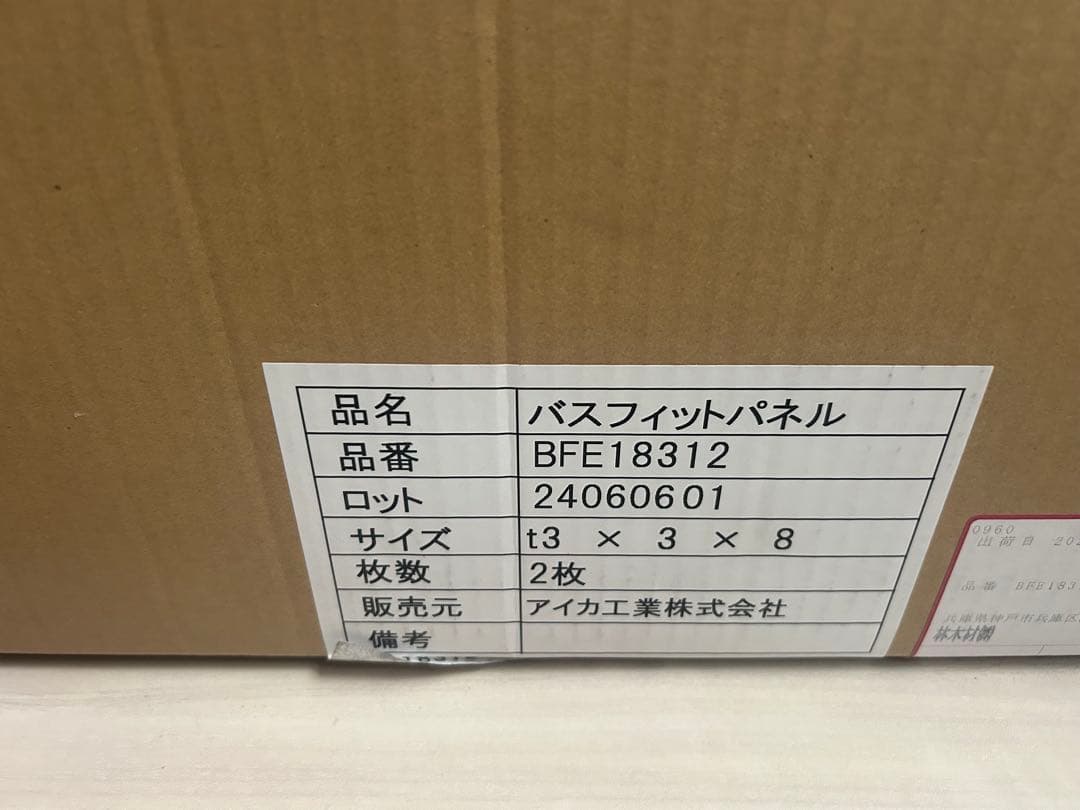 品名 バスフィットパネル
品番 BFE18312
ロット 24060601
サイズ t3 × 3 × 8
枚数 2枚
販売元 アイカ工業株式会社
備考
0960
出荷日 202
品番 BFE183
兵庫県神戸市兵庫区
林木材㈱